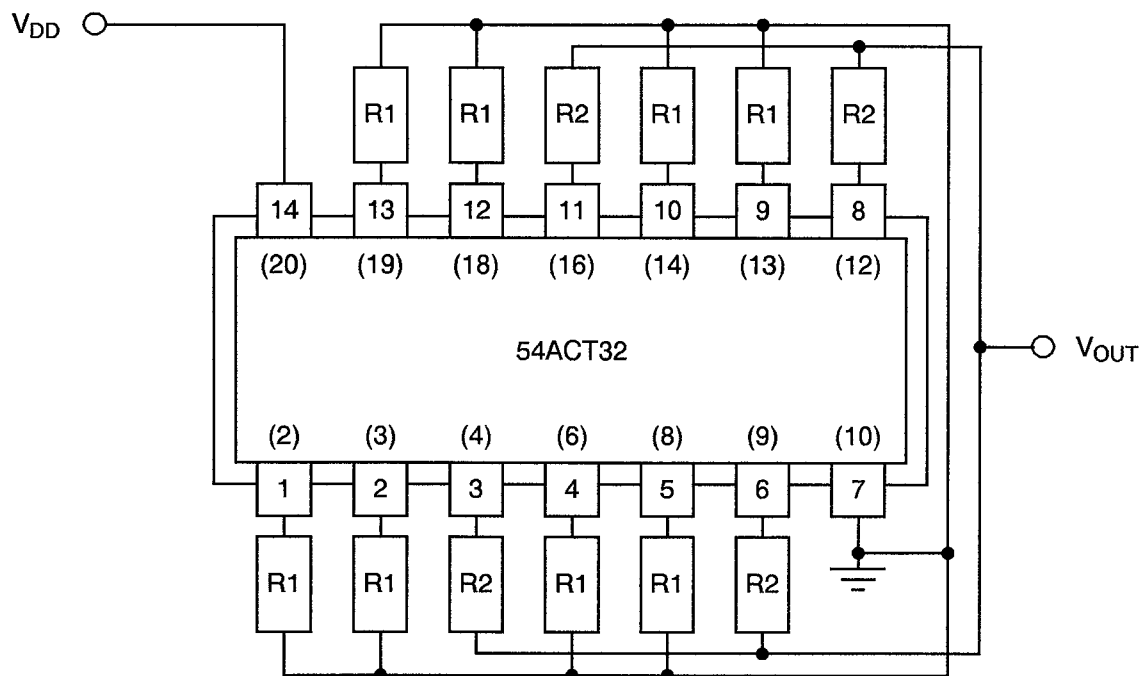 V_DD
R1 R1 R2 R1 R1 R2
14 13 12 11 10 9 8
(20) (19) (18) (16) (14) (13) (12)
54ACT32
V_OUT
(2) (3) (4) (6) (8) (9) (10)
1 2 3 4 5 6 7
R1 R1 R2 R1 R1 R2